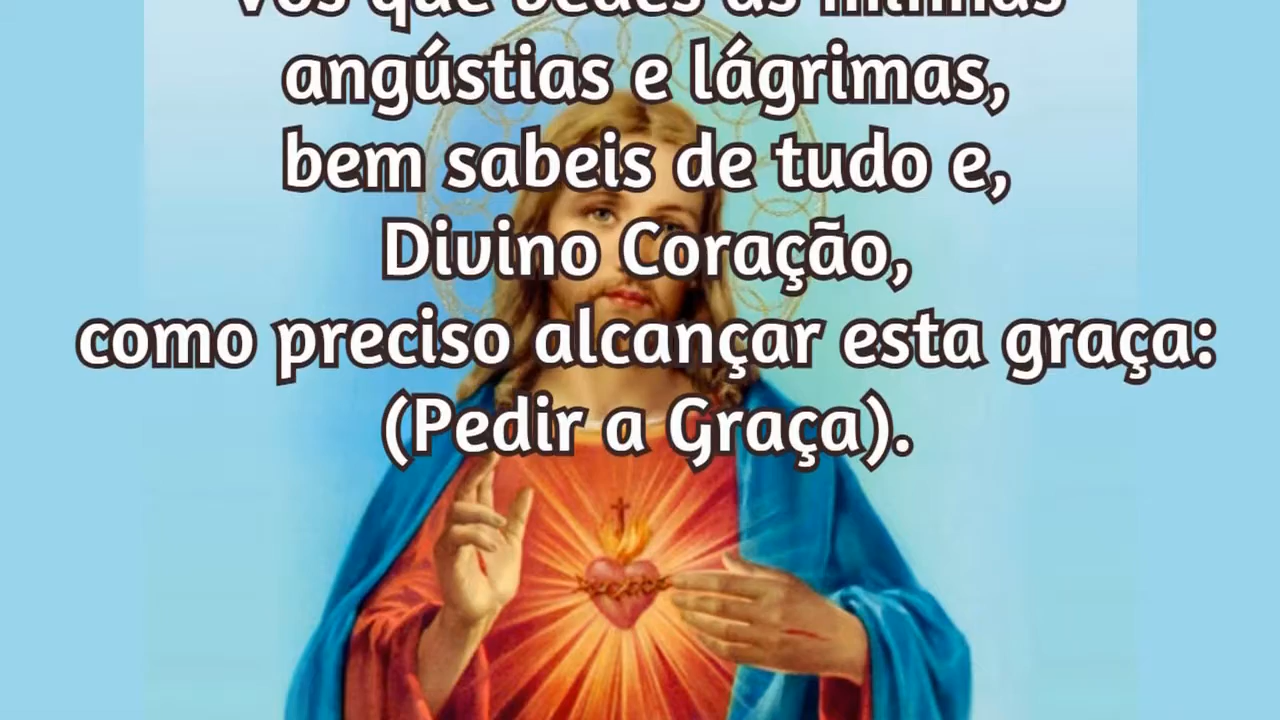 angústias e lágrimas,
bem sabeis de tudo e,
Divino Coração,
como preciso alcançar esta graça:
(Pedir a Graça).